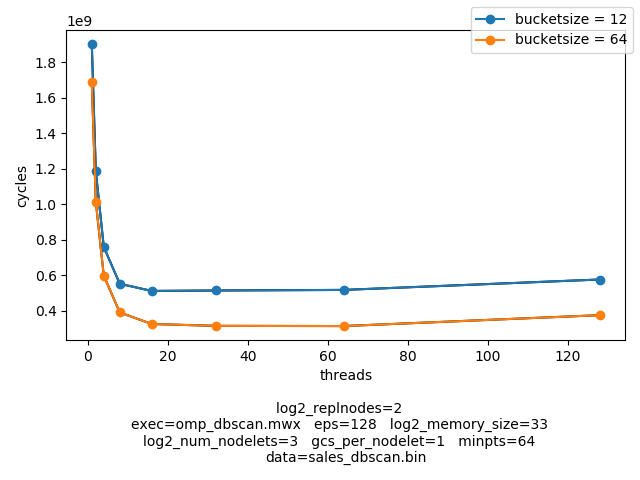 1e9
bucketsize = 12
bucketsize = 64
1.8
1.6
1.4
1.2
1.0
0.8
0.6
0.4
cycles
0 20 40 60 80 100 120
threads
log2_replnodes=2
exec=omp_dbscan.mwx eps=128 log2_memory_size=33
log2_num_nodelets=3 gcs_per_nodelet=1 minpts=64
data=sales_dbscan.bin